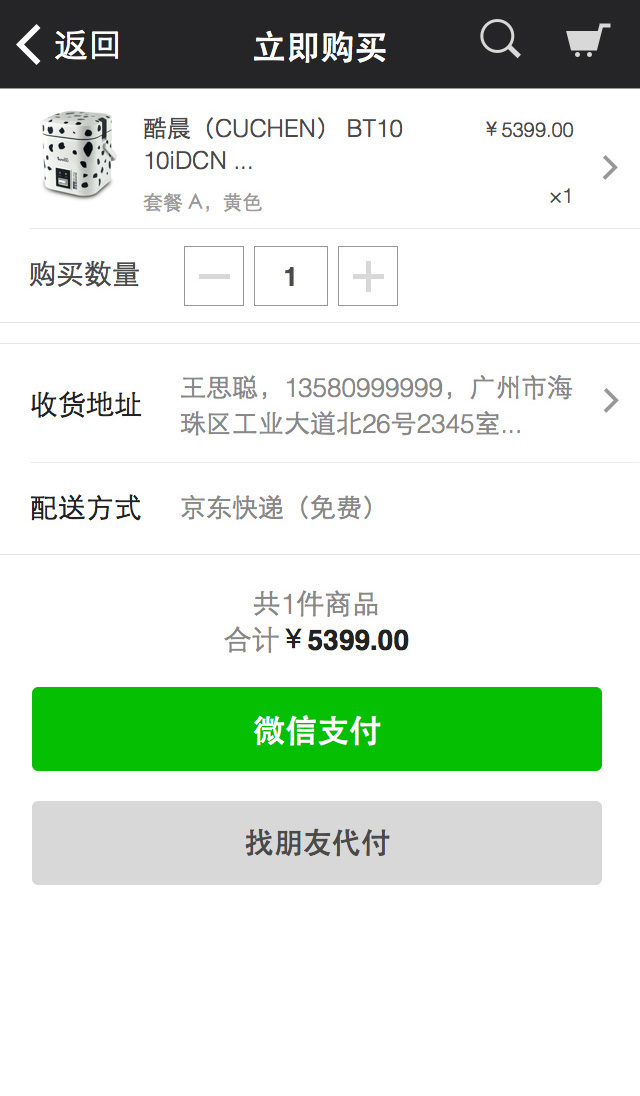 返回
立即购买
酷晨（CUCHEN） BT10
10iDCN ...
¥5399.00
套餐 A，黄色
×1
购买数量
1
收货地址
王思聪，13580999999，广州市海
珠区工业大道北26号2345室...
配送方式
京东快递（免费）
共1件商品
合计¥5399.00
微信支付
找朋友代付